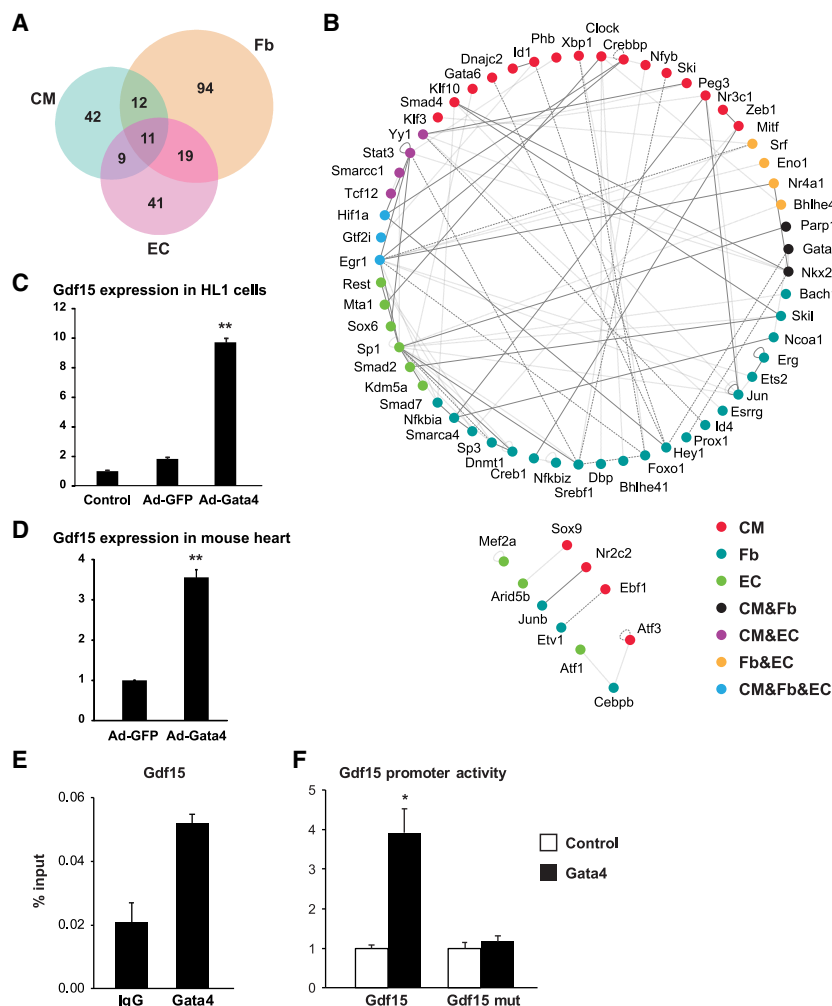 A
Fb
CM
94
42
12
11
9
19
41
EC
B
Clock
Xbp1
Crebbp
Phb
Nfyb
Id1
Ski
Dnajc2
Peg3
Gata6
Nr3c1
Klf10
Zeb1
Smad4
Mitf
Klf3
Srf
Yy1
Eno1
Stat3
Nr4a1
Smarcc1
Bhlhe4
Tcf12
Parp1
Hif1a
Gata
Gtf2i
Nkx2
Egr1
Bach1
Rest
Skil
Mta1
Ncoa1
Sox6
Erg
Sp1
Ets2
Smad2
Jun
Kdm5a
Esrrg
Smad7
Id4
Nfkbia
Prox1
Smarca4
Hey1
Sp3
Foxo1
Dnmt1
Bhlhe41
Creb1
Dbp
Nfkbiz
Srebf1
Mef2a
Sox9
Nr2c2
Arid5b
Ebf1
Junb
Atf3
Etv1
Atf1
Cebpb
CM
Fb
EC
CM&Fb
CM&EC
Fb&EC
CM&Fb&EC
C
Gdf15 expression in HL1 cells
12
10
8
6
4
2
0
**
Control
Ad-GFP
Ad-Gata4
D
Gdf15 expression in mouse heart
4
3
2
1
0
**
Ad-GFP
Ad-Gata4
E
Gdf15
% input
0.06
0.04
0.02
0.00
IgG
Gata4
F
Gdf15 promoter activity
5
4
3
2
1
0
*
Control
Gata4
Gdf15
Gdf15 mut